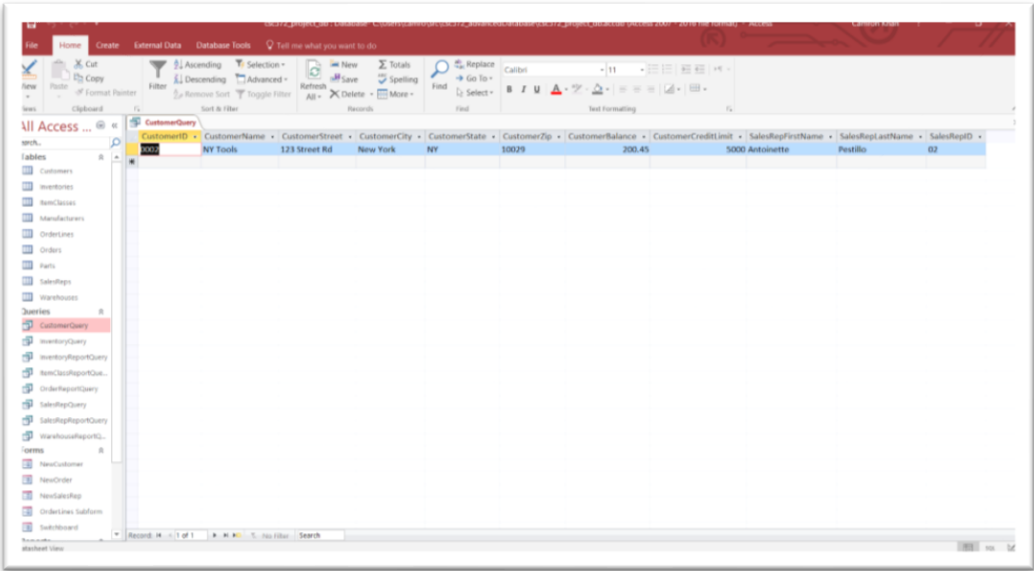 File Home Create External Data Database Tools Tell me what you want to do
View Paste Cut Copy Format Painter Clipboard
Filter Ascending Descending Remove Sort Selection Advanced Toggle Filter Sort & Filter
Refresh All New Save Delete Totals Spelling More Records
Find Replace Go To Select Find
Calibri 11 B I U A Text Formatting
All Access ...
CustomerQuery
CustomerID CustomerName CustomerStreet CustomerCity CustomerState CustomerZip CustomerBalance CustomerCreditLimit SalesRepFirstName SalesRepLastName SalesRepID
0002 NY Tools 123 Street Rd New York NY 10029 200.45 5000 Antoinette Pestillo 02
Tables
Customers
Inventories
ItemClasses
Manufacturers
OrderLines
Orders
Parts
SalesReps
Warehouses
Queries
CustomerQuery
InventoryQuery
InventoryReportQuery
ItemClassReportQue...
OrderReportQuery
SalesRepQuery
SalesRepReportQuery
WarehouseReportQ...
Forms
NewCustomer
NewOrder
NewSalesRep
OrderLines Subform
Switchboard
Record: 1 of 1 No Filter Search
Datasheet View